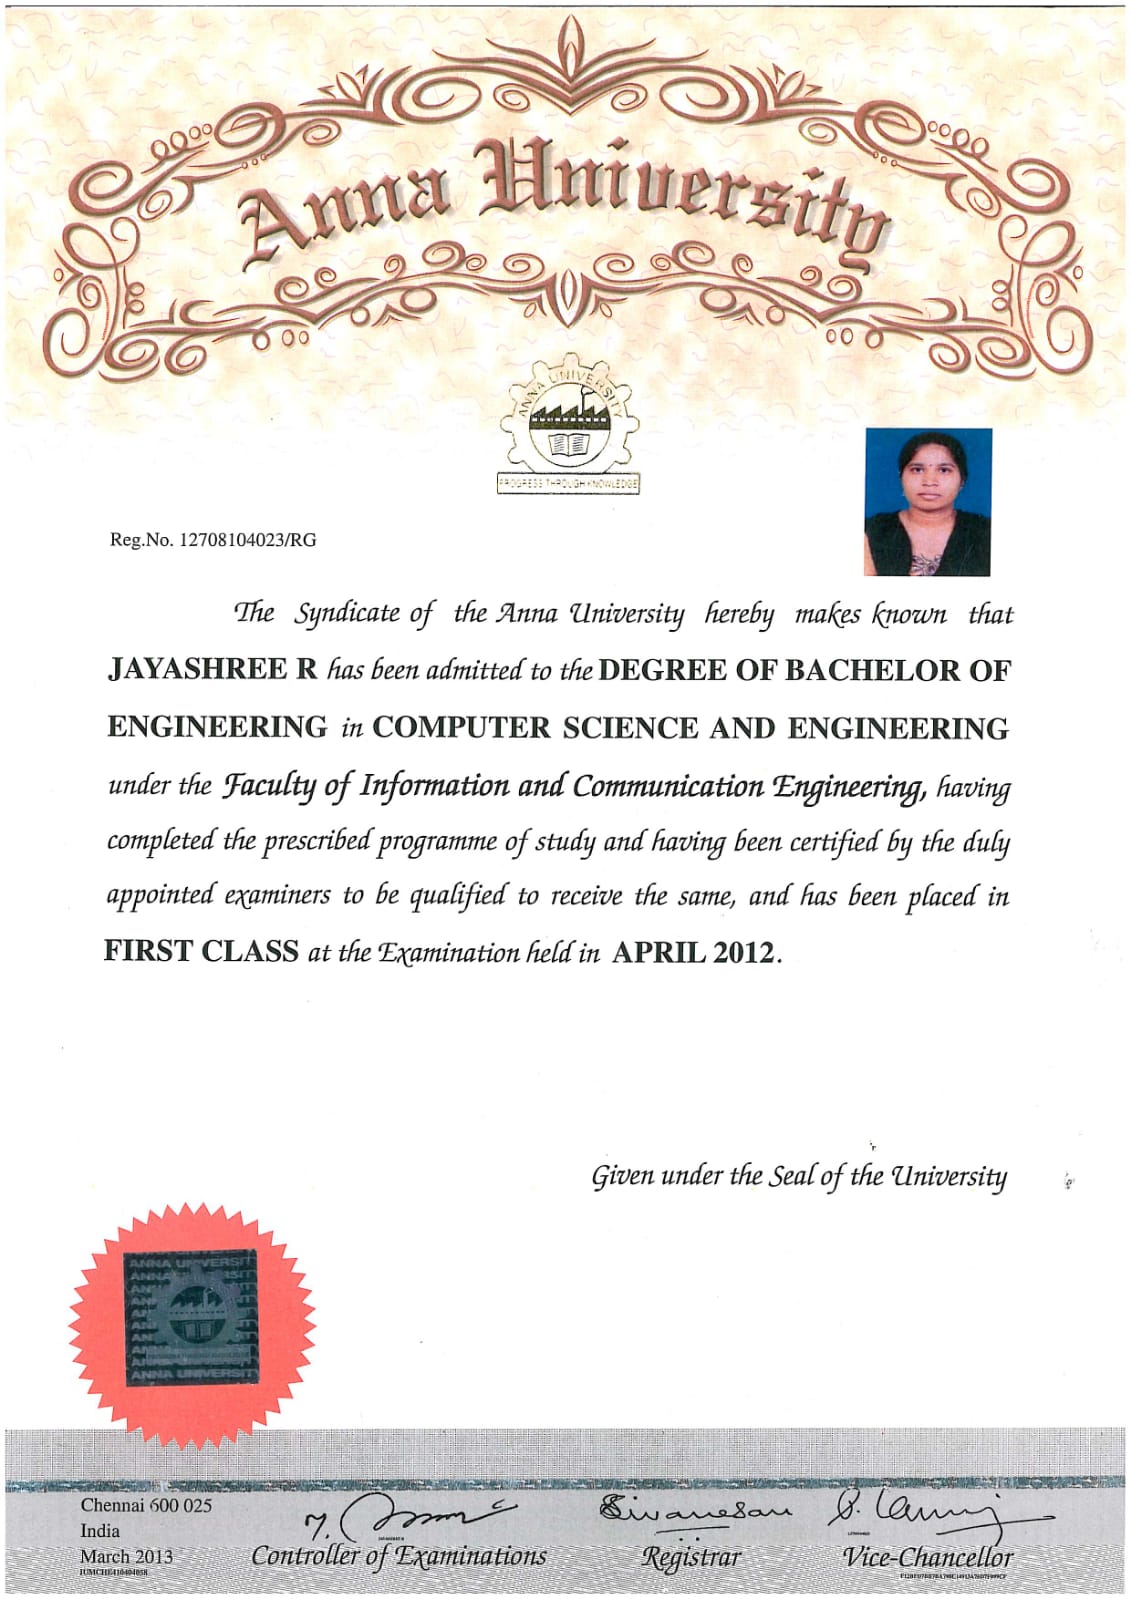 Anna University
ANNA UNIVERSITY
PROGRESS THROUGH KNOWLEDGE
Reg.No. 12708104023/RG
The Syndicate of the Anna University hereby makes known that
JAYASHREE R has been admitted to the DEGREE OF BACHELOR OF
ENGINEERING in COMPUTER SCIENCE AND ENGINEERING
under the Faculty of Information and Communication Engineering, having
completed the prescribed programme of study and having been certified by the duly
appointed examiners to be qualified to receive the same, and has been placed in
FIRST CLASS at the Examination held in APRIL 2012.
Given under the Seal of the University
ANNA UNIVERSITY
ANNA UNIVERSITY
Chennai 600 025
India
March 2013
Sivanesan
Controller of Examinations
Registrar
Vice-Chancellor